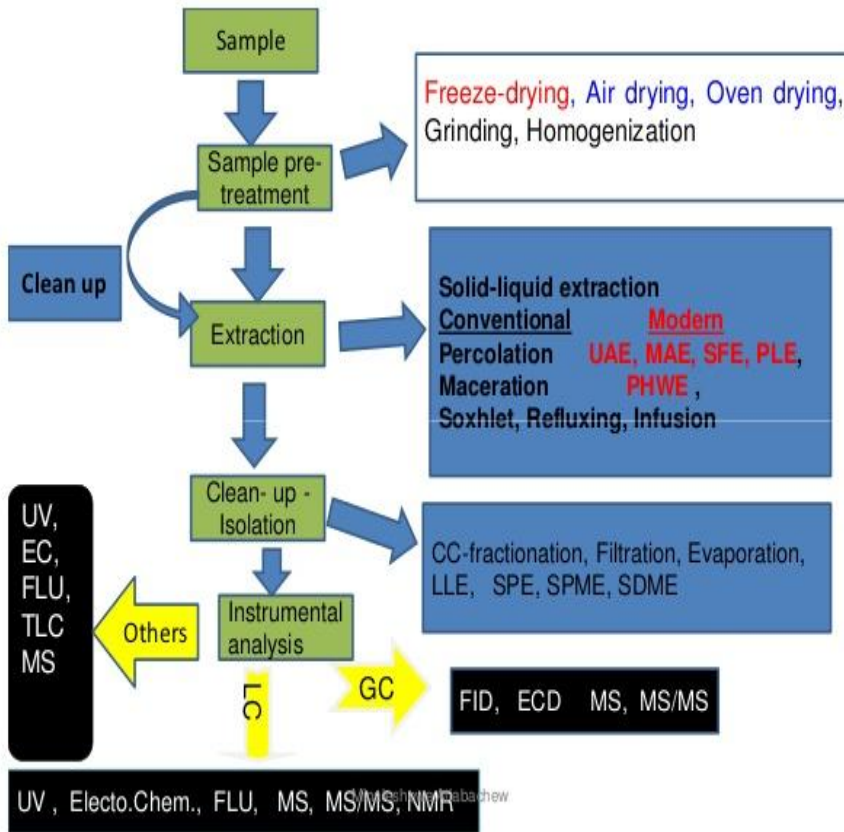 Sample
Freeze-drying, Air drying, Oven drying,
Grinding, Homogenization
Sample pre-
treatment
Clean up
Solid-liquid extraction
Conventional Modern
Percolation UAE, MAE, SFE, PLE,
Maceration PHWE ,
Soxhlet, Refluxing, Infusion
Extraction
Clean- up -
Isolation
CC-fractionation, Filtration, Evaporation,
LLE, SPE, SPME, SDME
UV,
EC,
FLU,
TLC
MS
Others
Instrumental
analysis
LC
GC
FID, ECD MS, MS/MS
UV , Electo.Chem., FLU, MS, MS/MS, NMR